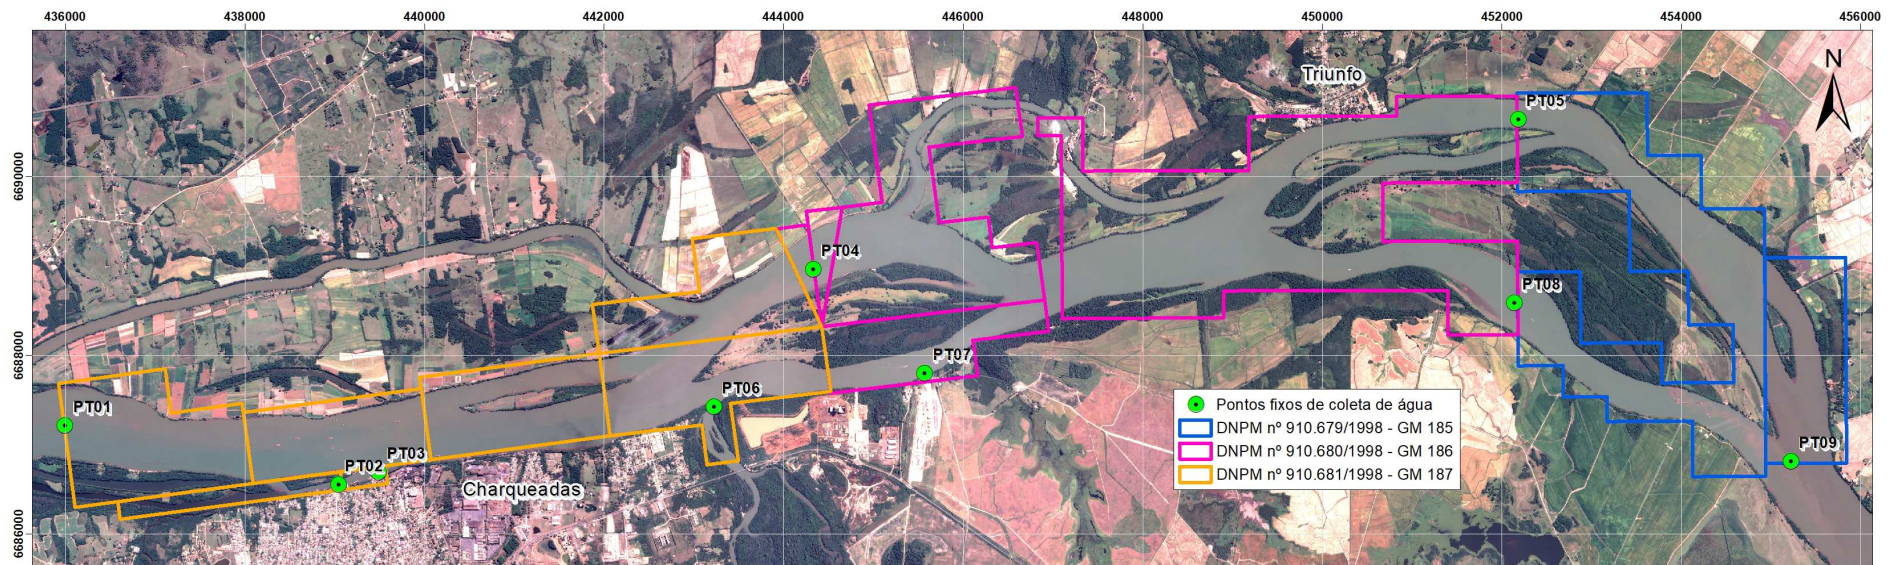 436000 438000 440000 442000 444000 446000 448000 450000 452000 454000 456000
Triunfo
N
PT05
6690000
PT04
PT08
6688000
PT07
PT06
PT01
Pontos fixos de coleta de água
DNPM nº 910.679/1998 - GM 185
DNPM nº 910.680/1998 - GM 186
DNPM nº 910.681/1998 - GM 187
PT09
PT03
PT02
Charqueadas
6686000